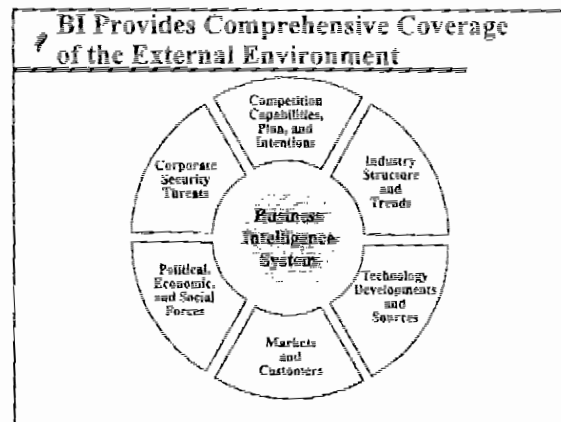 BI Provides Comprehensive Coverage
of the External Environment
Competition
Capabilities,
Plan, and
Intentions
Industry
Structure
and
Trends
Technology
Developments
and
Sources
Markets
and
Customers
Political,
Economic,
and Social
Forces
Corporate
Security
Threats
Business
Intelligence
System